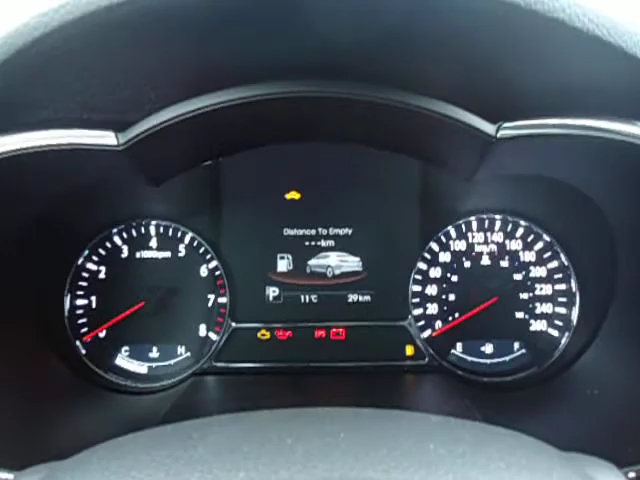 Distance To Empty
---km
P 11°C 29km
0 1 2 3 4 5 6 7 8
x1000rpm
C H
0 20 40 60 80 100 120 140 160 180 200 220 240 260
km/h
E F